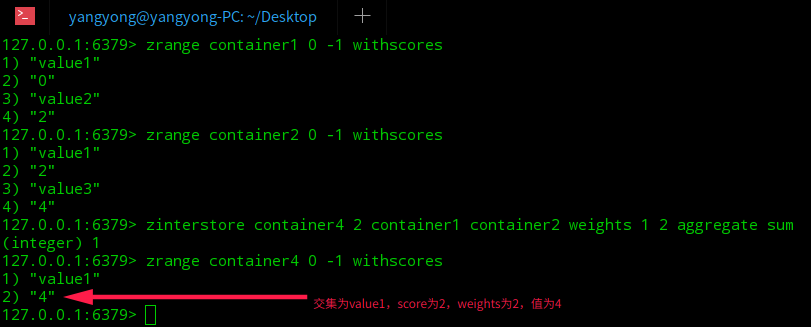 yangyong@yangyong-PC: ~/Desktop
127.0.0.1:6379> zrange container1 0 -1 withscores
1) "value1"
2) "0"
3) "value2"
4) "2"
127.0.0.1:6379> zrange container2 0 -1 withscores
1) "value1"
2) "2"
3) "value3"
4) "4"
127.0.0.1:6379> zinterstore container4 2 container1 container2 weights 1 2 aggregate sum
(integer) 1
127.0.0.1:6379> zrange container4 0 -1 withscores
1) "value1"
2) "4" 交集为value1，score为2，weights为2，值为4
127.0.0.1:6379>